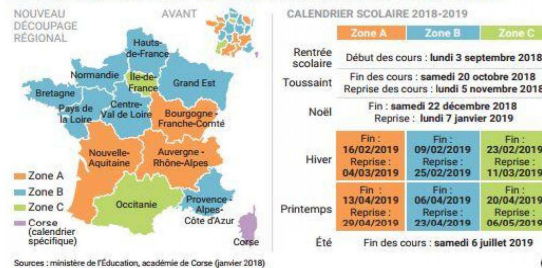 NOUVEAU
DÉCOUPAGE
RÉGIONAL
AVANT
Hauts-
de-France
Normandie
Île-de-
France
Grand Est
Bretagne
Pays de
la Loire
Centre-
Val de Loire
Bourgogne -
Franche-Comté
Nouvelle-
Aquitaine
Auvergne -
Rhône-Alpes
Occitanie
Provence -
Alpes-
Côte d'Azur
Corse
Zone A
Zone B
Zone C
Corse
(calendrier
spécifique)
Sources : ministère de l'Éducation, académie de Corse (janvier 2018)
CALENDRIER SCOLAIRE 2018-2019
Zone A Zone B Zone C
Rentrée
scolaire
Début des cours : lundi 3 septembre 2018
Toussaint
Fin des cours : samedi 20 octobre 2018
Reprise des cours : lundi 5 novembre 2018
Noël
Fin : samedi 22 décembre 2018
Reprise : lundi 7 janvier 2019
Hiver
Fin : Fin : Fin :
16/02/2019 09/02/2019 23/02/2019
Reprise : Reprise : Reprise :
04/03/2019 25/02/2019 11/03/2019
Printemps
Fin : Fin : Fin :
13/04/2019 06/04/2019 20/04/2019
Reprise : Reprise : Reprise :
29/04/2019 23/04/2019 06/05/2019
Été
Fin des cours : samedi 6 juillet 2019